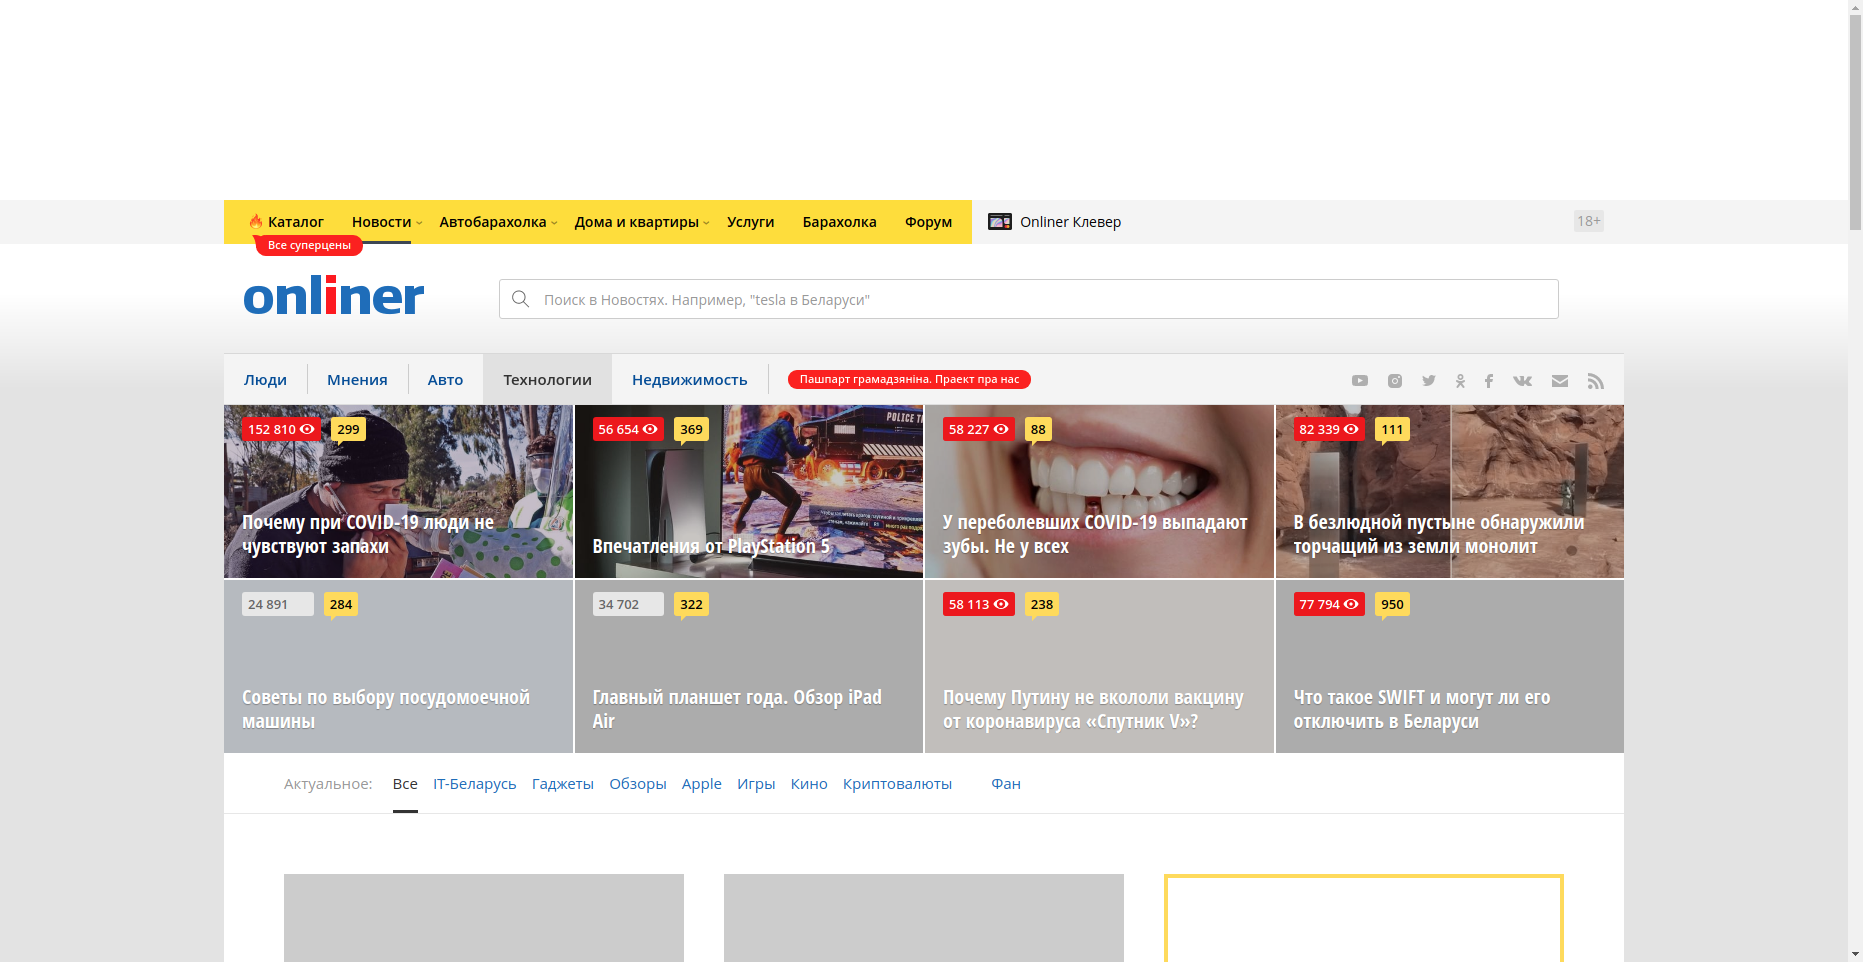 Каталог Новости Автобарахолка Дома и квартиры Услуги Барахолка Форум Onliner Клевер 18+
Все суперцены
onliner
Поиск в Новостях. Например, "tesla в Беларуси"
Люди Мнения Авто Технологии Недвижимость Пашпарт грамадзяніна. Праект пра нас
152 810 299
Почему при COVID-19 люди не
чувствуют запахи
56 654 369
POLICE
Впечатления от PlayStation 5
58 227 88
У переболевших COVID-19 выпадают
зубы. Не у всех
82 339 111
В безлюдной пустыне обнаружили
торчащий из земли монолит
24 891 284
Советы по выбору посудомоечной
машины
34 702 322
Главный планшет года. Обзор iPad
Air
58 113 238
Почему Путину не вкололи вакцину
от коронавируса «Спутник V»?
77 794 950
Что такое SWIFT и могут ли его
отключить в Беларуси
Актуальное: Все IT-Беларусь Гаджеты Обзоры Apple Игры Кино Криптовалюты Фан